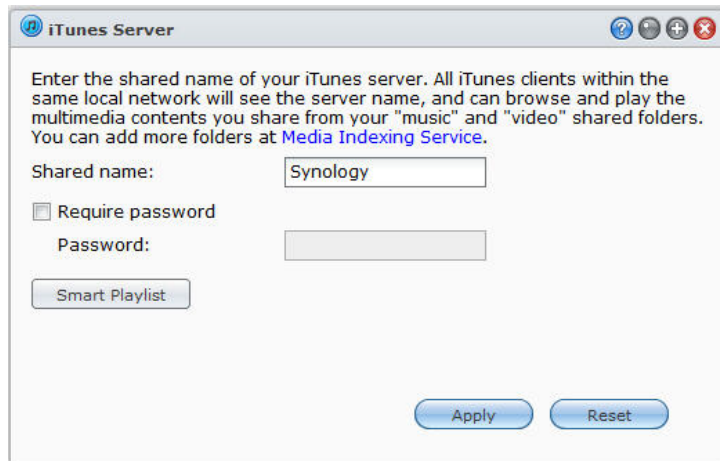 iTunes Server
Enter the shared name of your iTunes server. All iTunes clients within the
same local network will see the server name, and can browse and play the
multimedia contents you share from your "music" and "video" shared folders.
You can add more folders at Media Indexing Service.
Shared name: Synology
Require password
Password:
Smart Playlist
Apply Reset